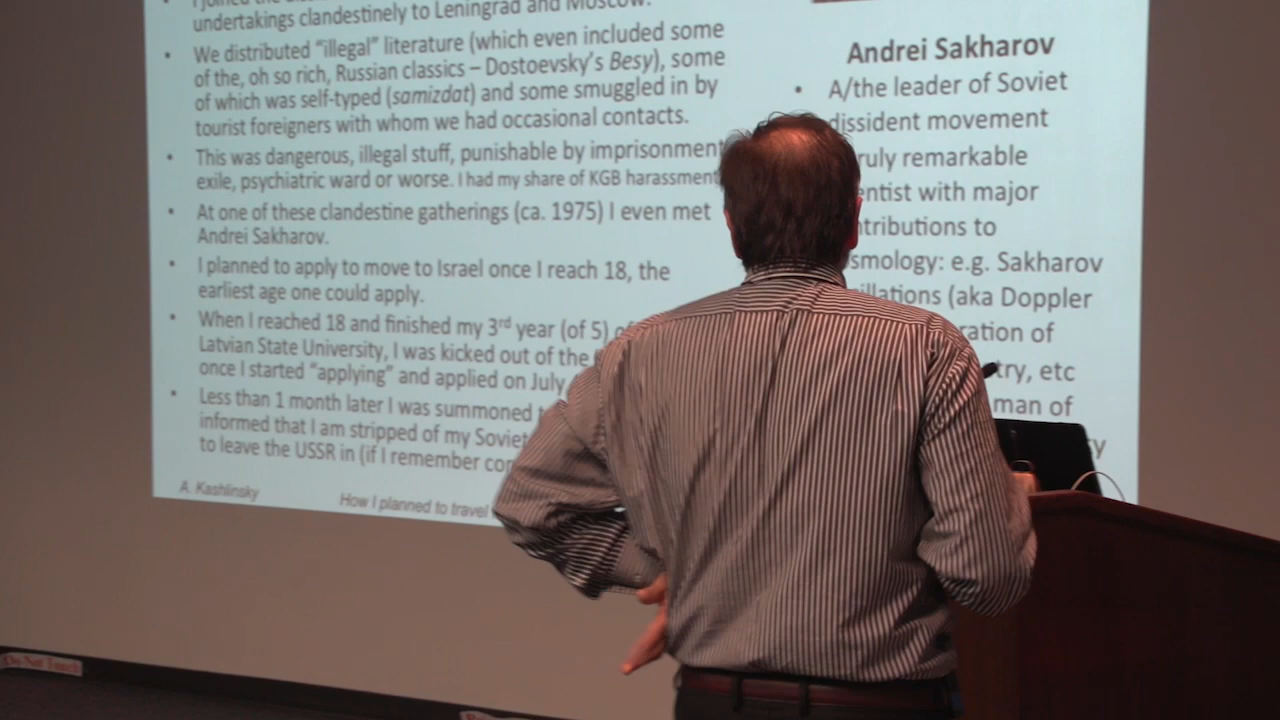 undertakings clandestinely to Leningrad and Moscow.
We distributed “illegal” literature (which even included some
of the, oh so rich, Russian classics – Dostoevsky’s Besy), some
of which was self-typed (samizdat) and some smuggled in by
tourist foreigners with whom we had occasional contacts.
This was dangerous, illegal stuff, punishable by imprisonment
exile, psychiatric ward or worse. I had my share of KGB harassment
At one of these clandestine gatherings (ca. 1975) I even met
Andrei Sakharov.
I planned to apply to move to Israel once I reach 18, the
earliest age one could apply.
When I reached 18 and finished my 3rd year (of 5) of
Latvian State University, I was kicked out of the
once I started “applying” and applied on July
Less than 1 month later I was summoned
informed that I am stripped of my Soviet
to leave the USSR in (if I remember
A. Kashlinsky
How I planned to travel
Andrei Sakharov
A/the leader of Soviet
dissident movement
remarkable
with major
to
e.g. Sakharov
(aka Doppler
of
etc
man of
Do Not Touch